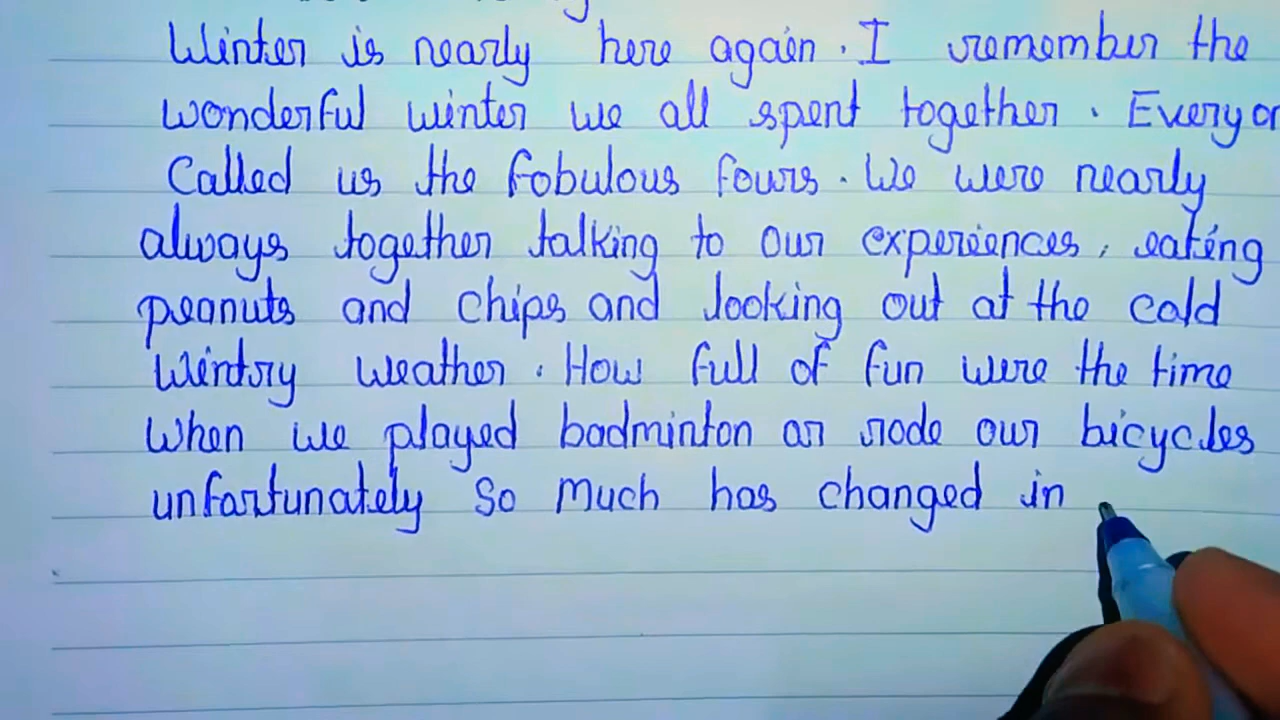 Winter is nearly here again. I remember the
wonderful winter we all spent together. Everyon
Called us the fobulous fours. We were nearly
always together talking to our experiences, eating
peanuts and chips and looking out at the cold
Wintry weather. How full of fun were the time
When we played badminton or rode our bicycles
unfortunately So much has changed in